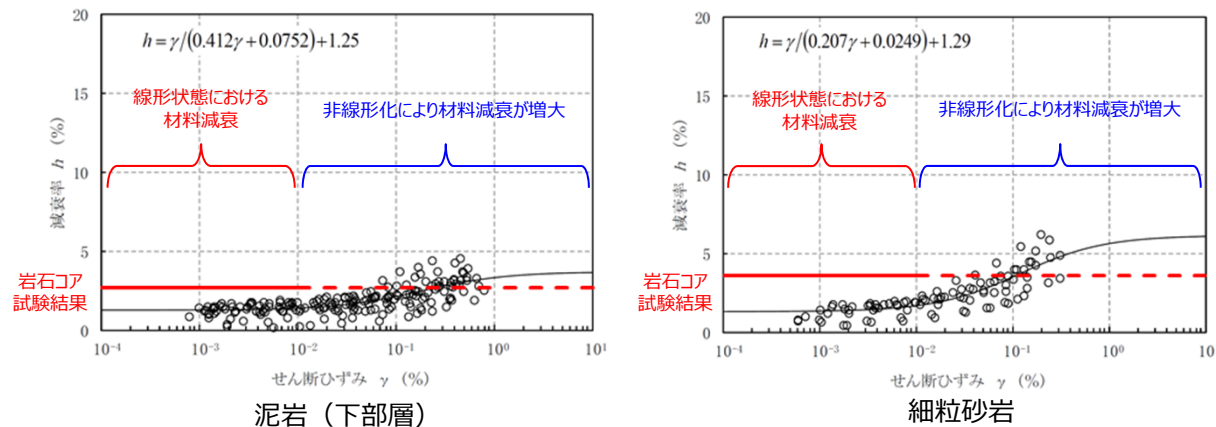 20
15
10
5
0
減衰率 h (%)
h=γ/(0.412γ+0.0752)+1.25
線形状態における
材料減衰
非線形化により材料減衰が増大
岩石コア
試験結果
10⁻⁴ 10⁻³ 10⁻² 10⁻¹ 10⁰ 10¹
せん断ひずみ γ (%)
泥岩（下部層）
20
15
10
5
0
減衰率 h (%)
h=γ/(0.207γ+0.0249)+1.29
線形状態における
材料減衰
非線形化により材料減衰が増大
岩石コア
試験結果
10⁻⁴ 10⁻³ 10⁻² 10⁻¹ 10⁰ 10
せん断ひずみ γ (%)
細粒砂岩